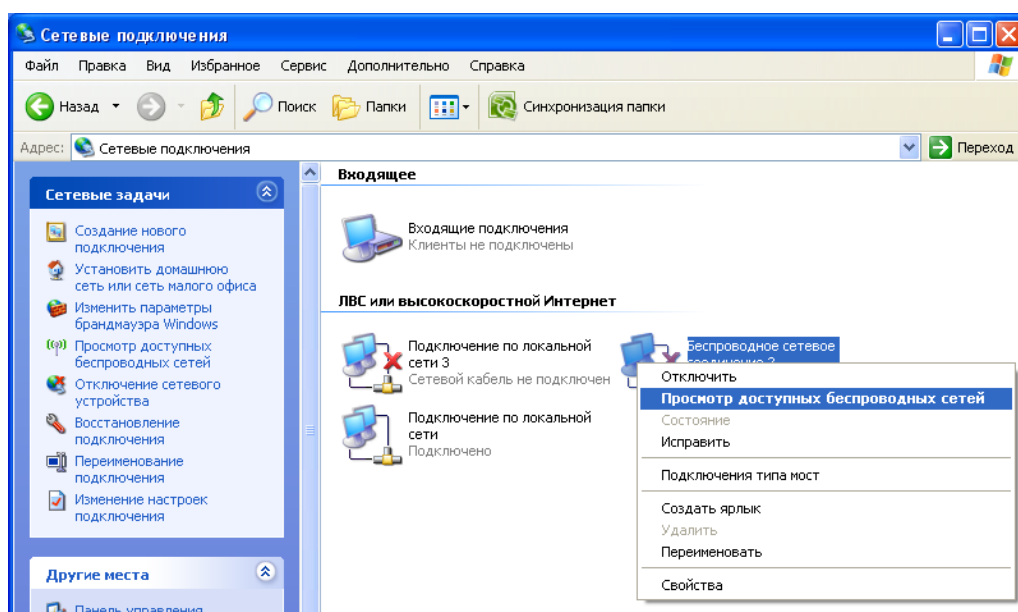 Сетевые подключения
Файл Правка Вид Избранное Сервис Дополнительно Справка
Назад Поиск Папки Синхронизация папки
Адрес: Сетевые подключения Переход
Сетевые задачи
Создание нового
подключения
Установить домашнюю
сеть или сеть малого офиса
Изменить параметры
брандмауэра Windows
Просмотр доступных
беспроводных сетей
Отключение сетевого
устройства
Восстановление
подключения
Переименование
подключения
Изменение настроек
подключения
Другие места
Панель управления
Входящее
Входящие подключения
Клиенты не подключены
ЛВС или высокоскоростной Интернет
Подключение по локальной
сети 3
Сетевой кабель не подключен
Подключение по локальной
сети
Подключено
Беспроводное сетевое
соединение 2
Отключить
Просмотр доступных беспроводных сетей
Состояние
Исправить
Подключения типа мост
Создать ярлык
Удалить
Переименовать
Свойства